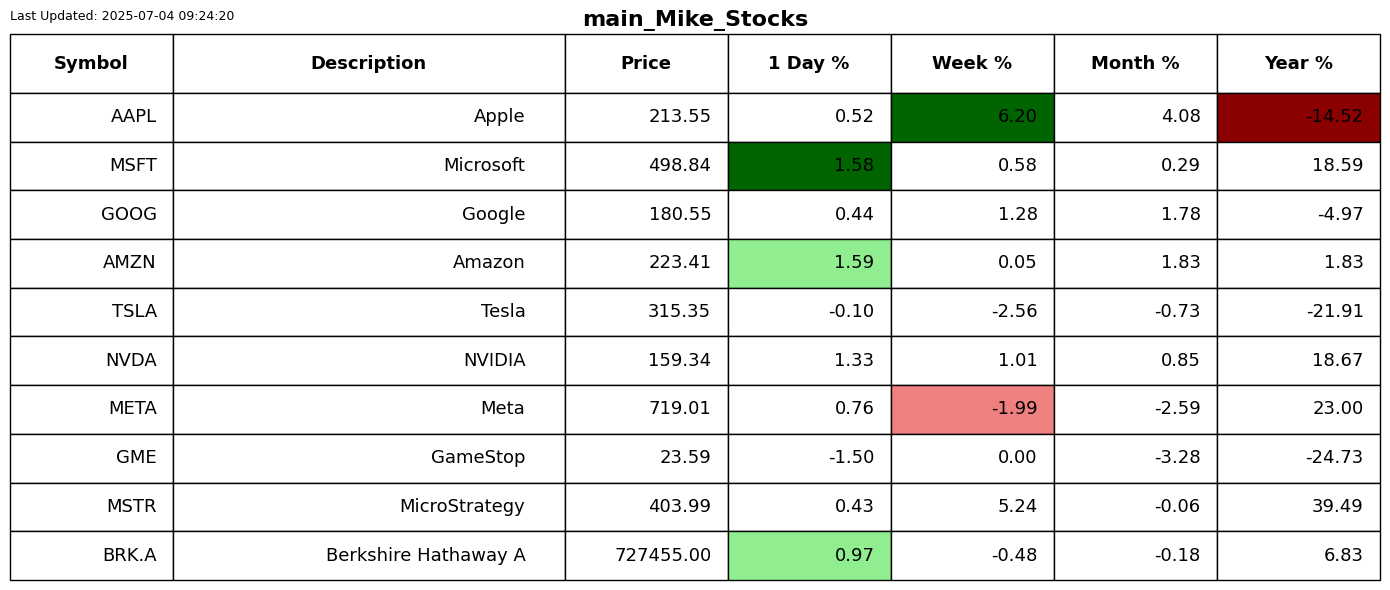 Last Updated: 2025-07-04 09:24:20
main_Mike_Stocks
Symbol Description Price 1 Day % Week % Month % Year %
AAPL Apple 213.55 0.52 6.20 4.08 -14.52
MSFT Microsoft 498.84 1.58 0.58 0.29 18.59
GOOG Google 180.55 0.44 1.28 1.78 -4.97
AMZN Amazon 223.41 1.59 0.05 1.83 1.83
TSLA Tesla 315.35 -0.10 -2.56 -0.73 -21.91
NVDA NVIDIA 159.34 1.33 1.01 0.85 18.67
META Meta 719.01 0.76 -1.99 -2.59 23.00
GME GameStop 23.59 -1.50 0.00 -3.28 -24.73
MSTR MicroStrategy 403.99 0.43 5.24 -0.06 39.49
BRK.A Berkshire Hathaway A 727455.00 0.97 -0.48 -0.18 6.83